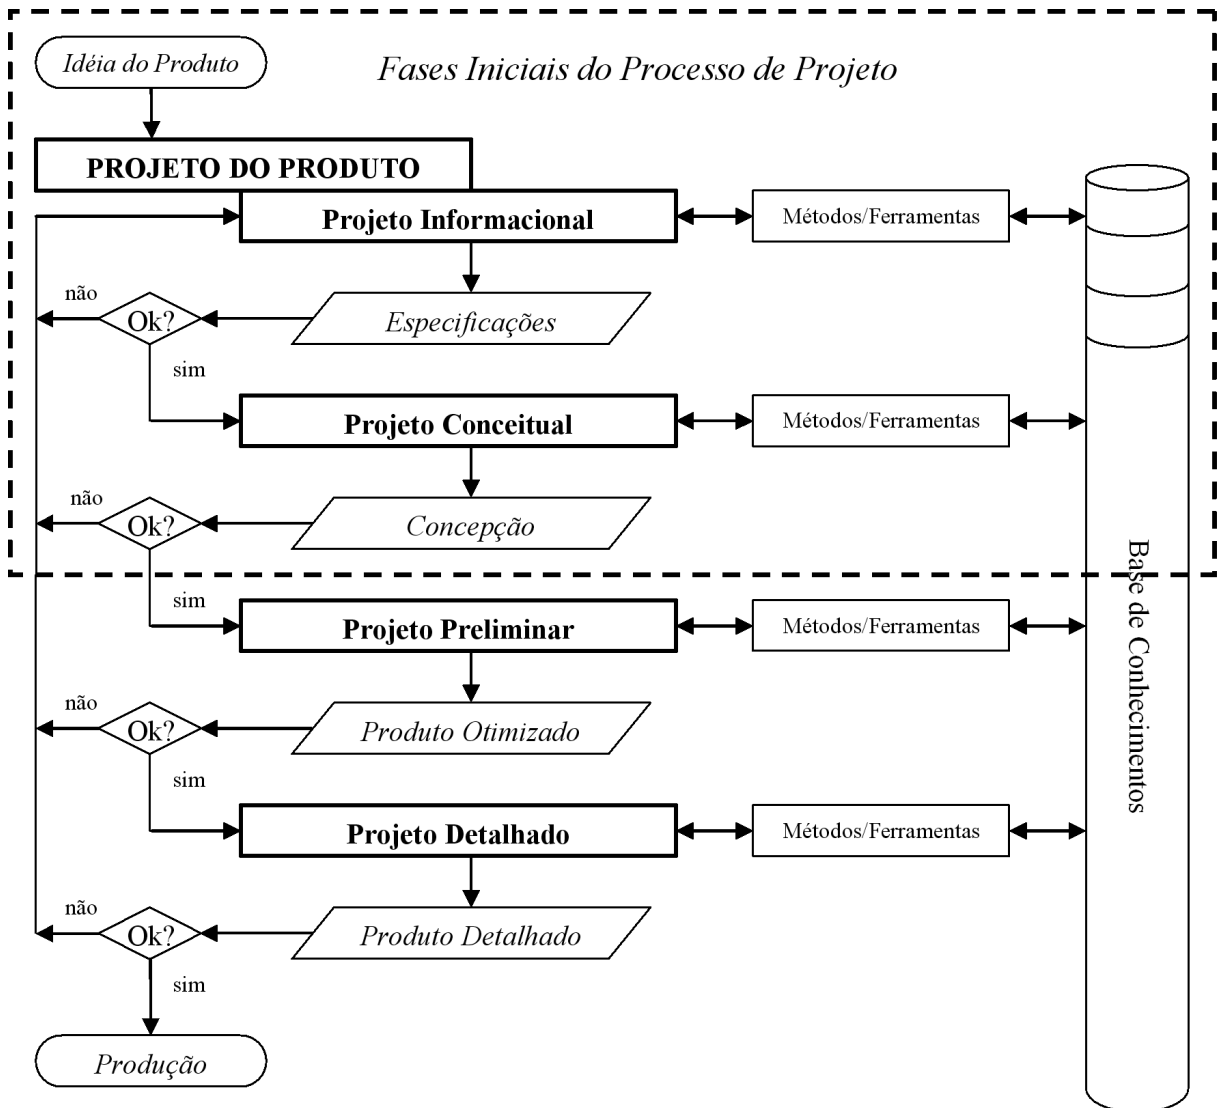 Idéia do Produto
Fases Iniciais do Processo de Projeto
PROJETO DO PRODUTO
Projeto Informacional
Métodos/Ferramentas
não
Ok?
Especificações
sim
Projeto Conceitual
Métodos/Ferramentas
não
Ok?
Concepção
sim
Projeto Preliminar
Métodos/Ferramentas
Base de Conhecimentos
não
Ok?
Produto Otimizado
sim
Projeto Detalhado
Métodos/Ferramentas
não
Ok?
Produto Detalhado
sim
Produção